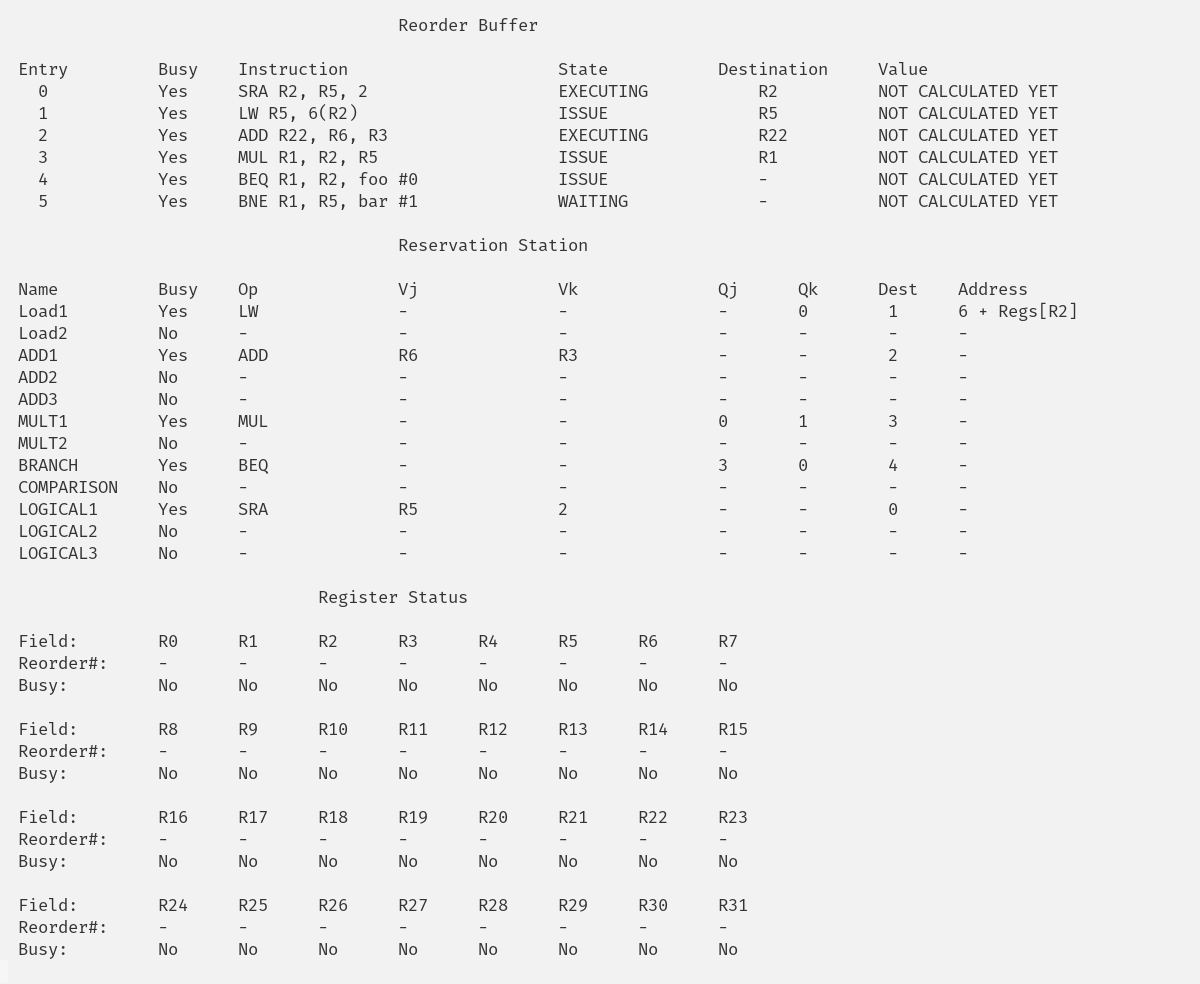 Reorder Buffer
Entry Busy Instruction State Destination Value
0 Yes SRA R2, R5, 2 EXECUTING R2 NOT CALCULATED YET
1 Yes LW R5, 6(R2) ISSUE R5 NOT CALCULATED YET
2 Yes ADD R22, R6, R3 EXECUTING R22 NOT CALCULATED YET
3 Yes MUL R1, R2, R5 ISSUE R1 NOT CALCULATED YET
4 Yes BEQ R1, R2, foo #0 ISSUE - NOT CALCULATED YET
5 Yes BNE R1, R5, bar #1 WAITING - NOT CALCULATED YET
Reservation Station
Name Busy Op Vj Vk Qj Qk Dest Address
Load1 Yes LW - - - 0 1 6 + Regs[R2]
Load2 No - - - - - - -
ADD1 Yes ADD R6 R3 - - 2 -
ADD2 No - - - - - - -
ADD3 No - - - - - - -
MULT1 Yes MUL - - 0 1 3 -
MULT2 No - - - - - - -
BRANCH Yes BEQ - - 3 0 4 -
COMPARISON No - - - - - - -
LOGICAL1 Yes SRA R5 2 - - 0 -
LOGICAL2 No - - - - - - -
LOGICAL3 No - - - - - - -
Register Status
Field: R0 R1 R2 R3 R4 R5 R6 R7
Reorder#: - - - - - - - -
Busy: No No No No No No No No
Field: R8 R9 R10 R11 R12 R13 R14 R15
Reorder#: - - - - - - - -
Busy: No No No No No No No No
Field: R16 R17 R18 R19 R20 R21 R22 R23
Reorder#: - - - - - - - -
Busy: No No No No No No No No
Field: R24 R25 R26 R27 R28 R29 R30 R31
Reorder#: - - - - - - - -
Busy: No No No No No No No No